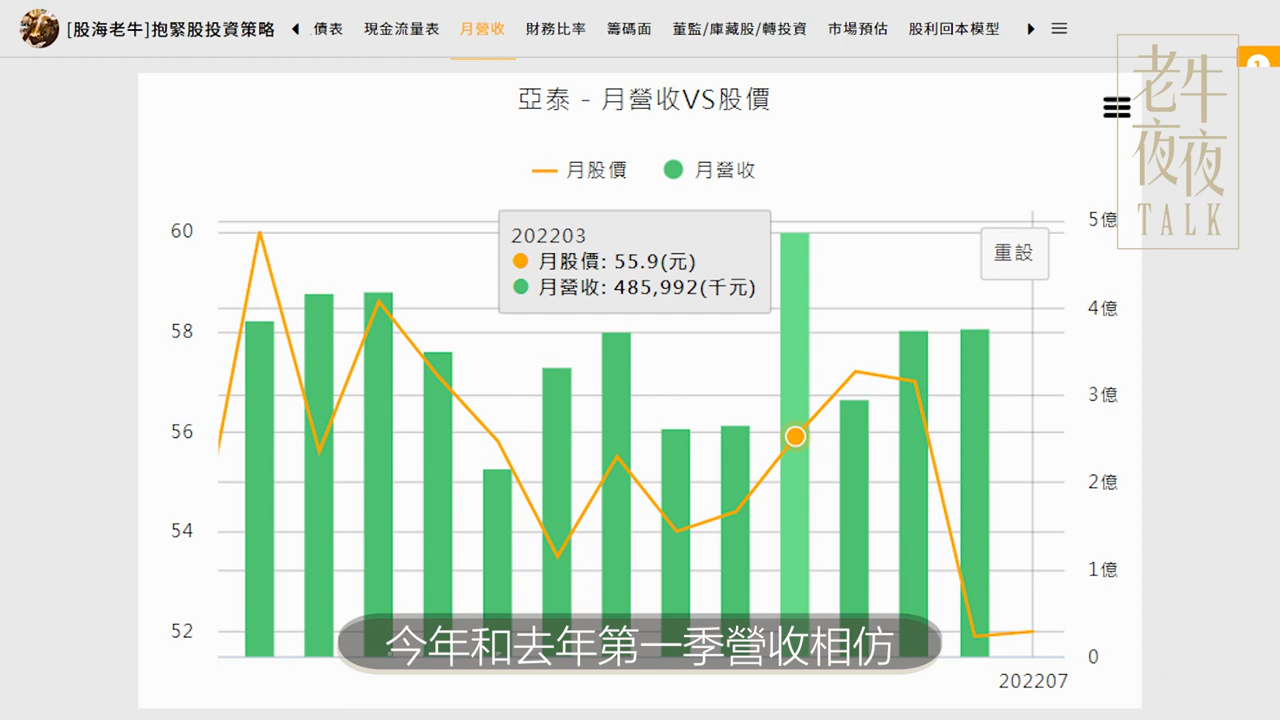 [股海老牛]抱緊股投資策略 債表 現金流量表 月營收 財務比率 籌碼面 董監/庫藏股/轉投資 市場預估 股利回本模型
1
老牛
夜夜
TALK
亞泰 - 月營收VS股價
月股價 月營收
60
58
56
54
52
5億
4億
3億
2億
1億
0
202203
月股價: 55.9(元)
月營收: 485,992(千元)
重設
今年和去年第一季營收相仿
202207